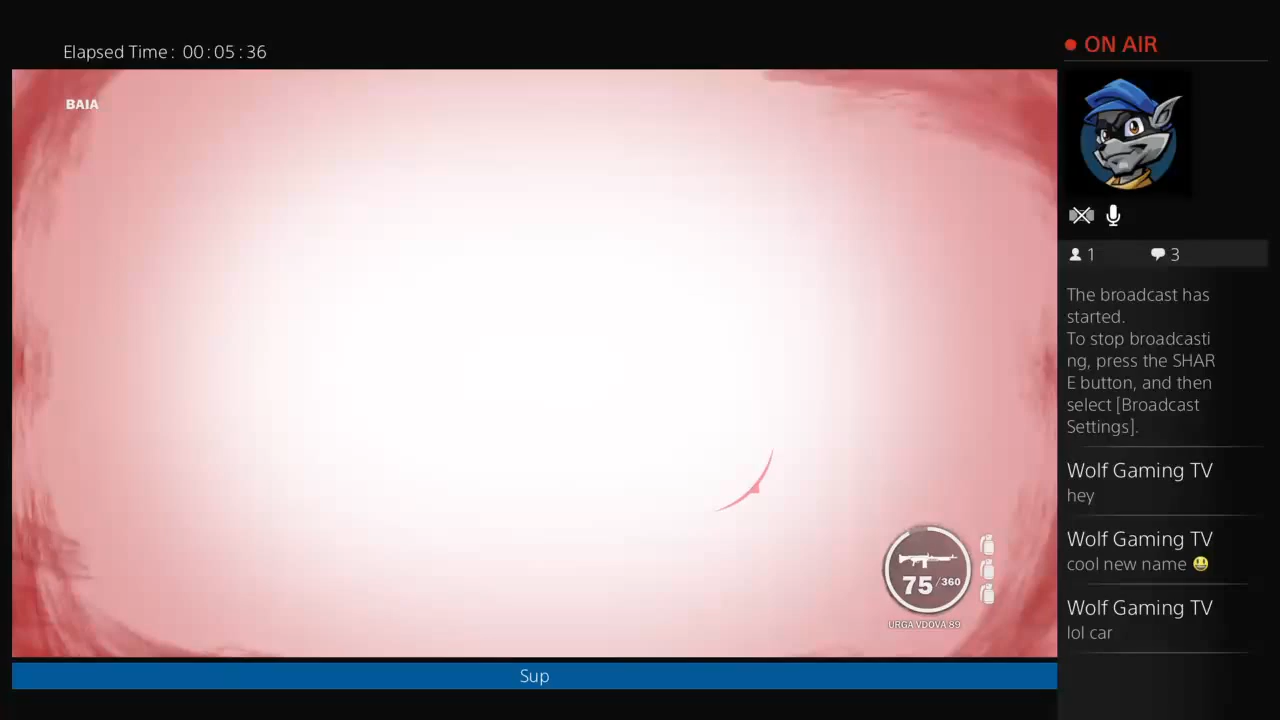 Elapsed Time: 00:05:36
ON AIR
BAIA
1 3
The broadcast has
started.
To stop broadcasti
ng, press the SHAR
E button, and then
select [Broadcast
Settings].
Wolf Gaming TV
hey
Wolf Gaming TV
cool new name 😃
Wolf Gaming TV
lol car
75/360
URGA VDOVA 89
Sup